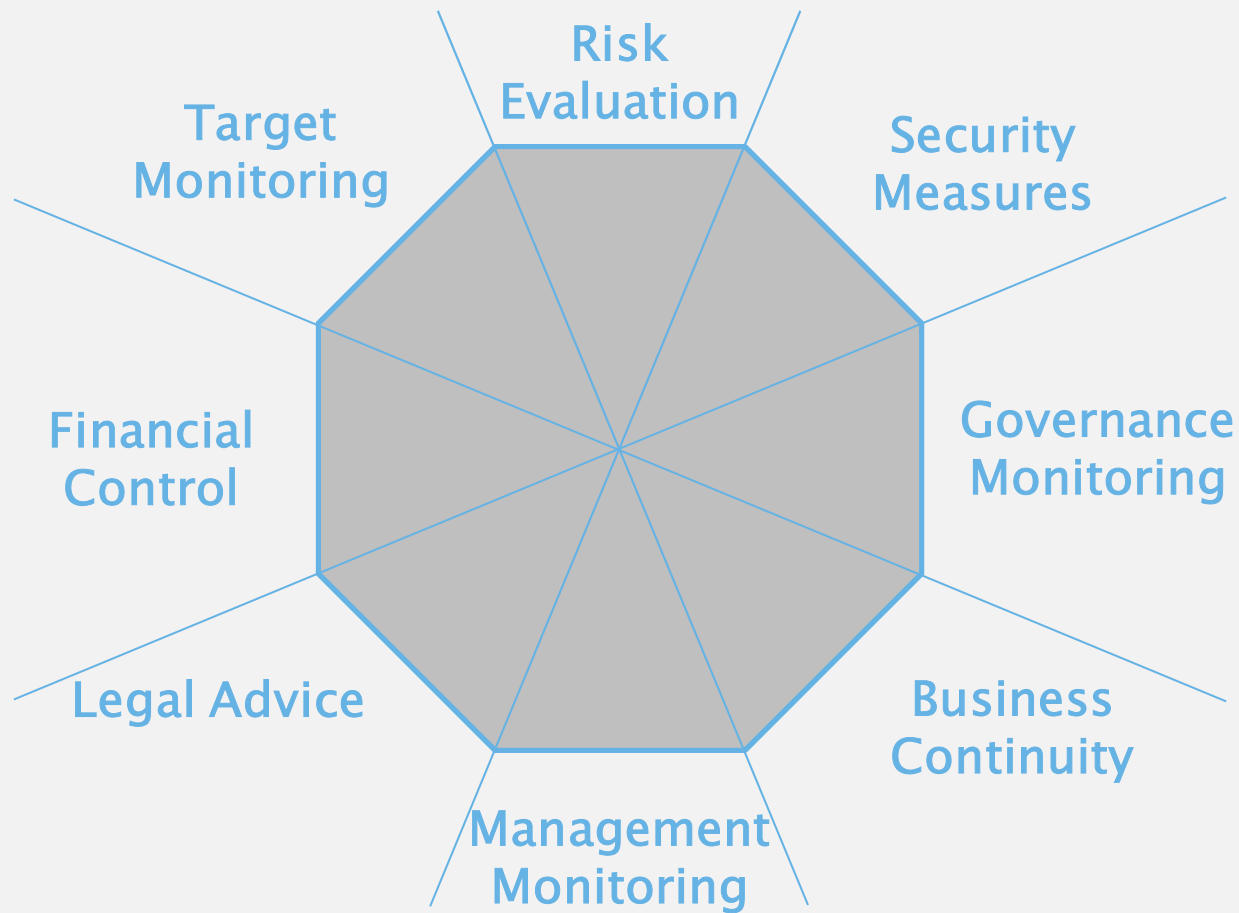 Risk
Evaluation
Security
Measures
Governance
Monitoring
Business
Continuity
Management
Monitoring
Legal Advice
Financial
Control
Target
Monitoring